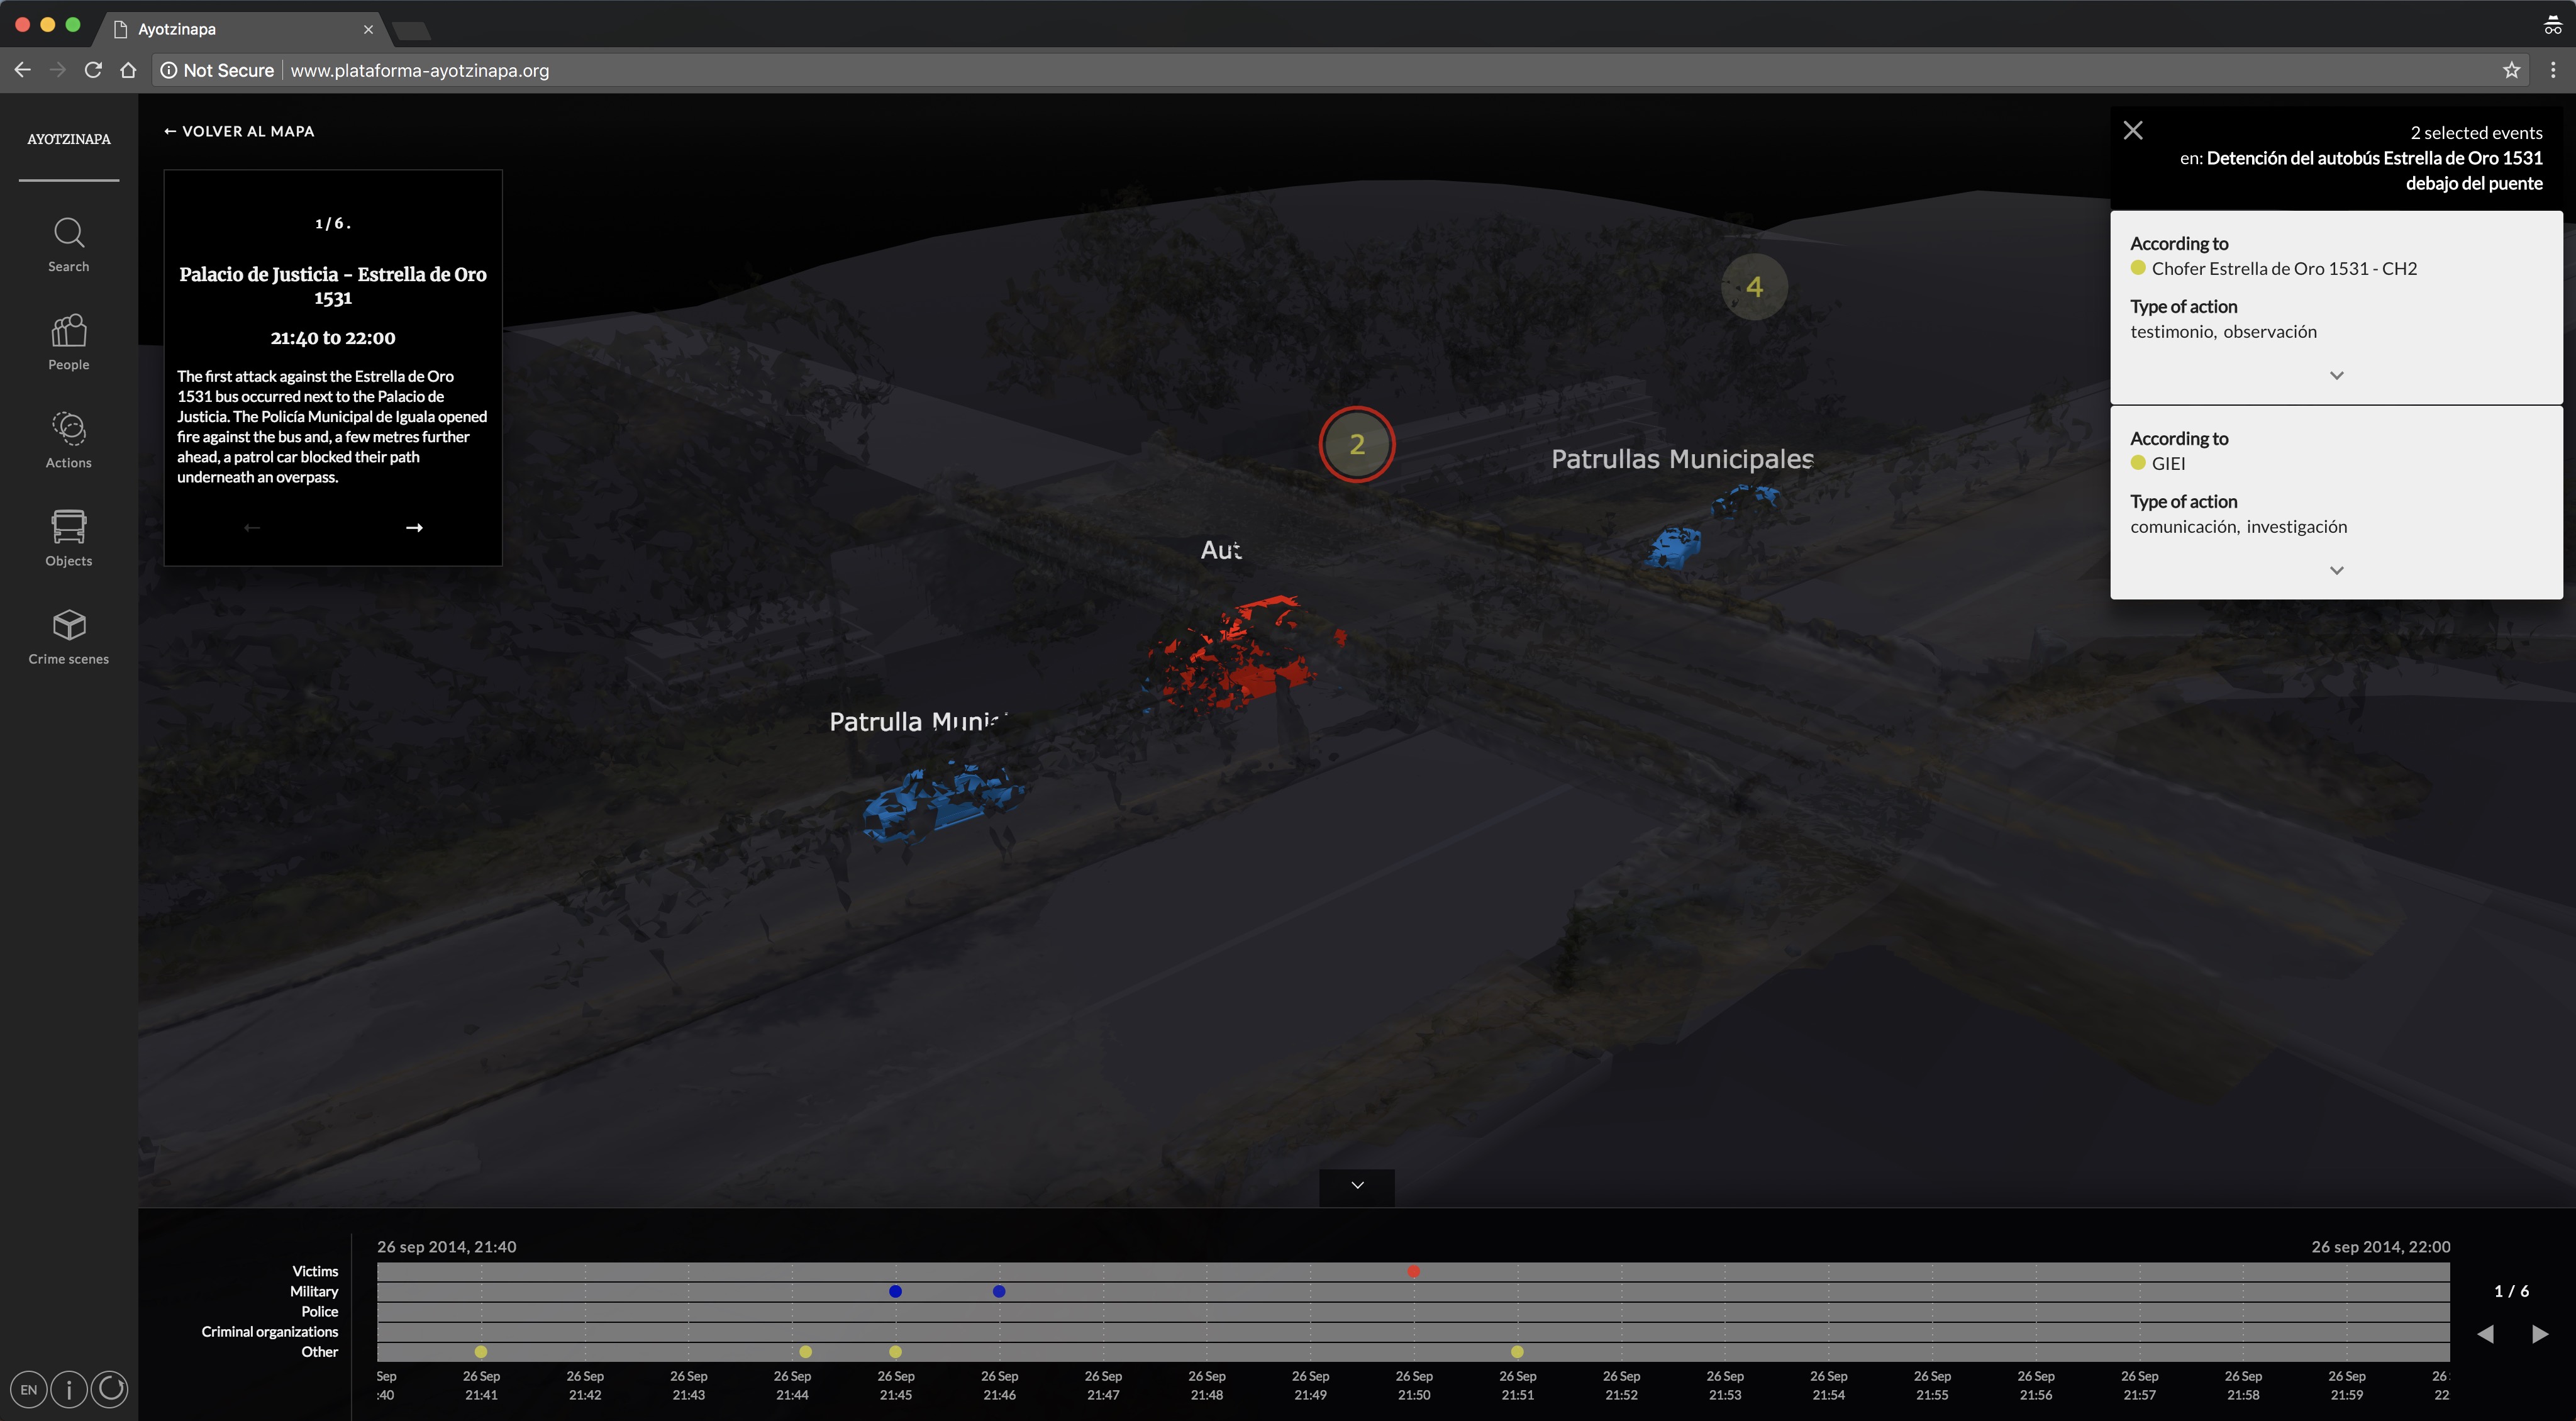 Ayotzinapa
Not Secure
www.plataforma-ayotzinapa.org
AYOTZINAPA
Search
People
Actions
Objects
Crime scenes
EN
i
← VOLVER AL MAPA
1 / 6 .
Palacio de Justicia – Estrella de Oro
1531
21:40 to 22:00
The first attack against the Estrella de Oro
1531 bus occurred next to the Palacio de
Justicia. The Policía Municipal de Iguala opened
fire against the bus and, a few metres further
ahead, a patrol car blocked their path
underneath an overpass.
← →
4
2
Patrullas Municipales
Aut
Patrulla Munic
2 selected events
en: Detención del autobús Estrella de Oro 1531
debajo del puente
According to
Chofer Estrella de Oro 1531 - CH2
Type of action
testimonio, observación
According to
GIEI
Type of action
comunicación, investigación
26 sep 2014, 21:40
26 sep 2014, 22:00
Victims
Military
Police
Criminal organizations
Other
1 / 6
Sep 26 Sep 26 Sep 26 Sep 26 Sep 26 Sep 26 Sep 26 Sep 26 Sep 26 Sep 26 Sep 26 Sep 26 Sep 26 Sep 26 Sep 26 Sep 26 Sep 26 Sep 26 Sep 26 Sep 26
:40 21:41 21:42 21:43 21:44 21:45 21:46 21:47 21:48 21:49 21:50 21:51 21:52 21:53 21:54 21:55 21:56 21:57 21:58 21:59 22